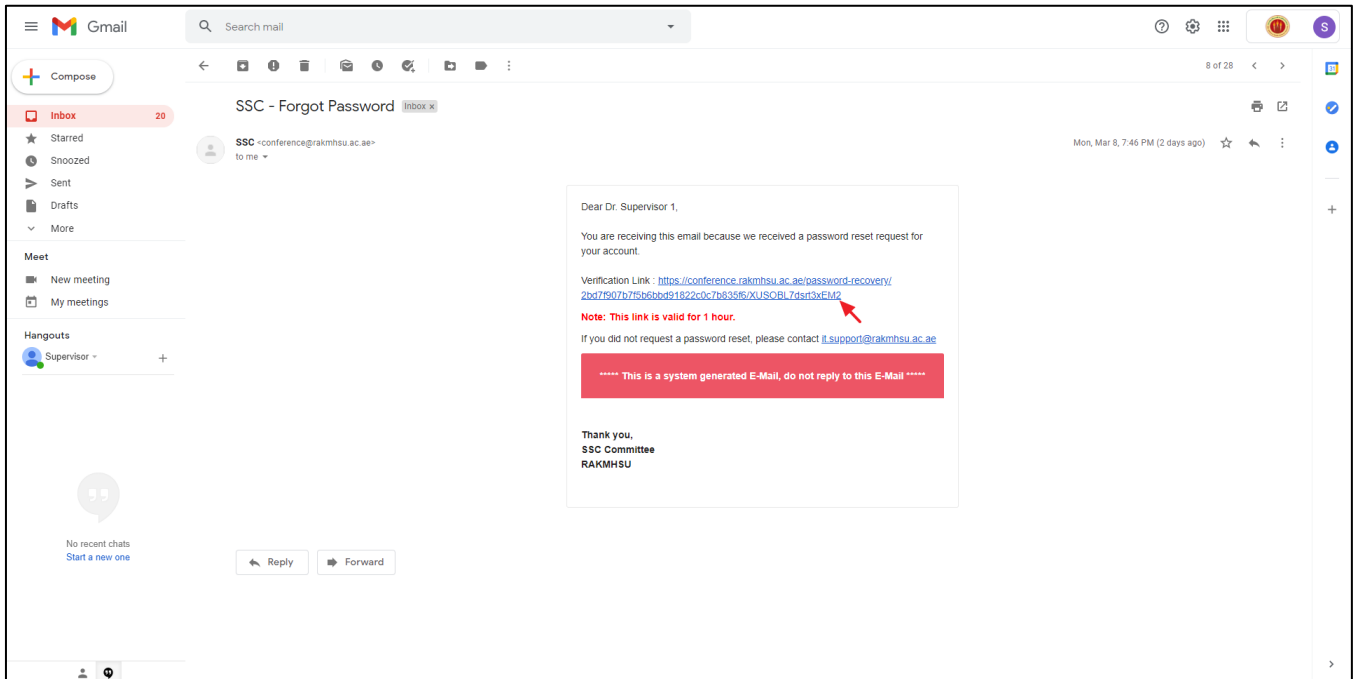 Gmail
Search mail
Compose
8 of 28
31
Inbox 20
Starred
Snoozed
Sent
Drafts
More
Meet
New meeting
My meetings
Hangouts
Supervisor
No recent chats
Start a new one
SSC - Forgot Password Inbox x
SSC <conference@rakmhsu.ac.ae>
to me
Mon, Mar 8, 7:46 PM (2 days ago)
S
Dear Dr. Supervisor 1,
You are receiving this email because we received a password reset request for
your account.
Verification Link : https://conference.rakmhsu.ac.ae/password-recovery/
2bd7f907b7f5b6bbd91822c0c7b835f6/XUSOBL7dsrt3xEM2
Note: This link is valid for 1 hour.
If you did not request a password reset, please contact it.support@rakmhsu.ac.ae
***** This is a system generated E-Mail, do not reply to this E-Mail *****
Thank you,
SSC Committee
RAKMHSU
Reply
Forward